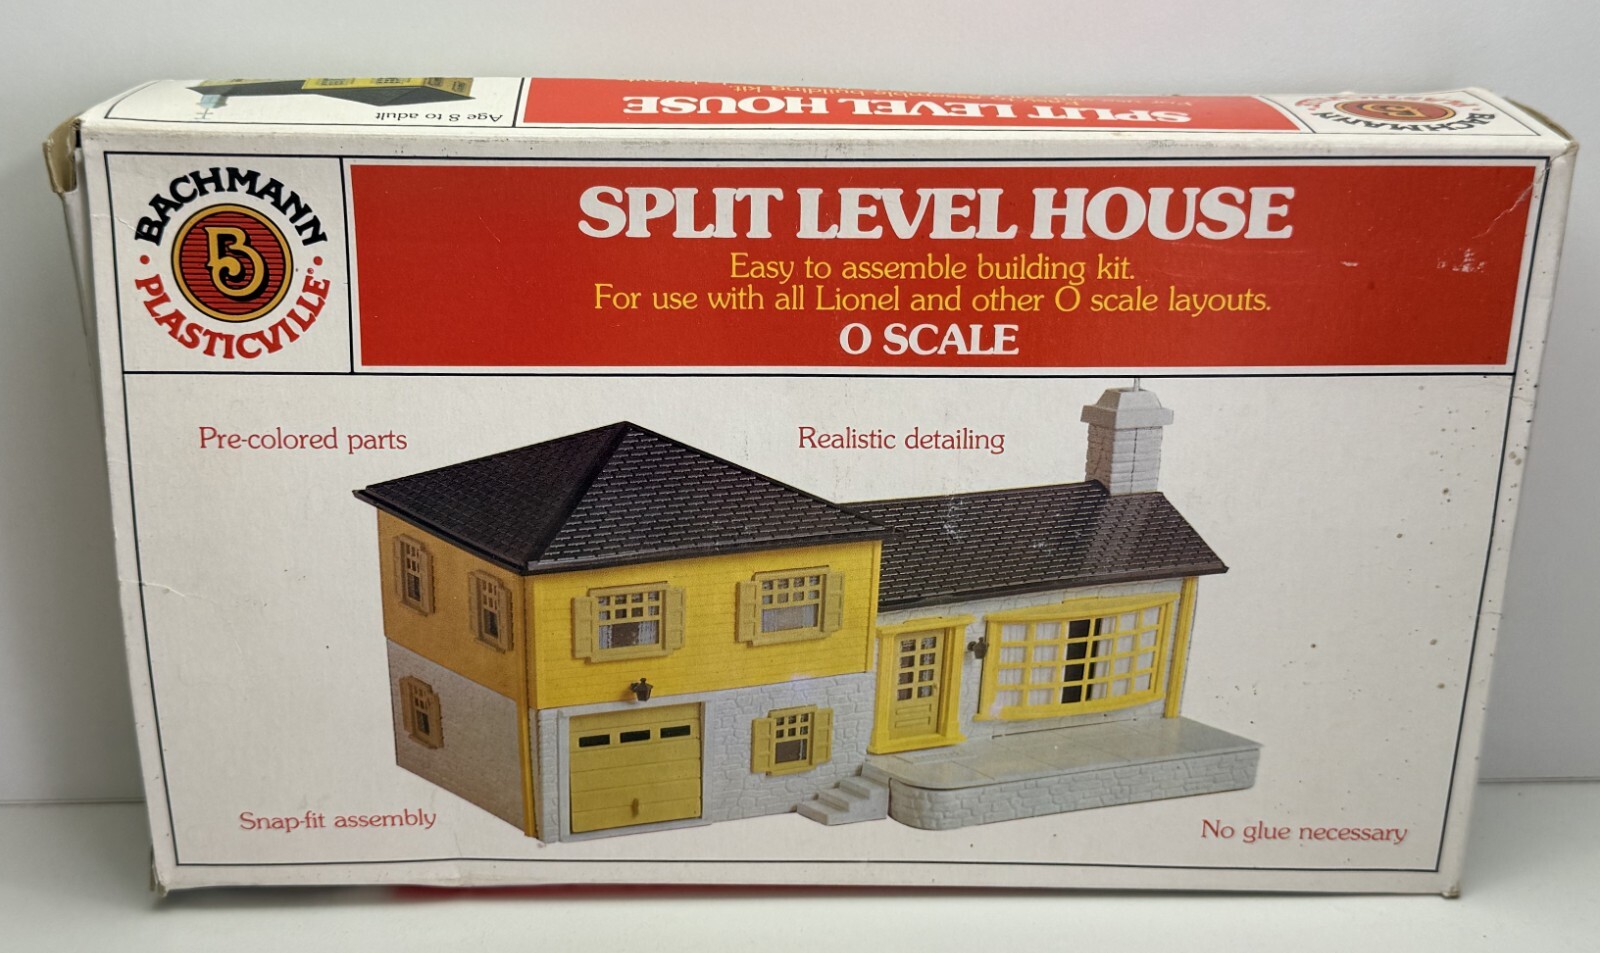 Age 8 to adult
SPLIT LEVEL HOUSE
BACHMANN
B
BACHMANN
B
PLASTICVILLE
SPLIT LEVEL HOUSE
Easy to assemble building kit.
For use with all Lionel and other O scale layouts.
O SCALE
Pre-colored parts
Realistic detailing
Snap-fit assembly
No glue necessary